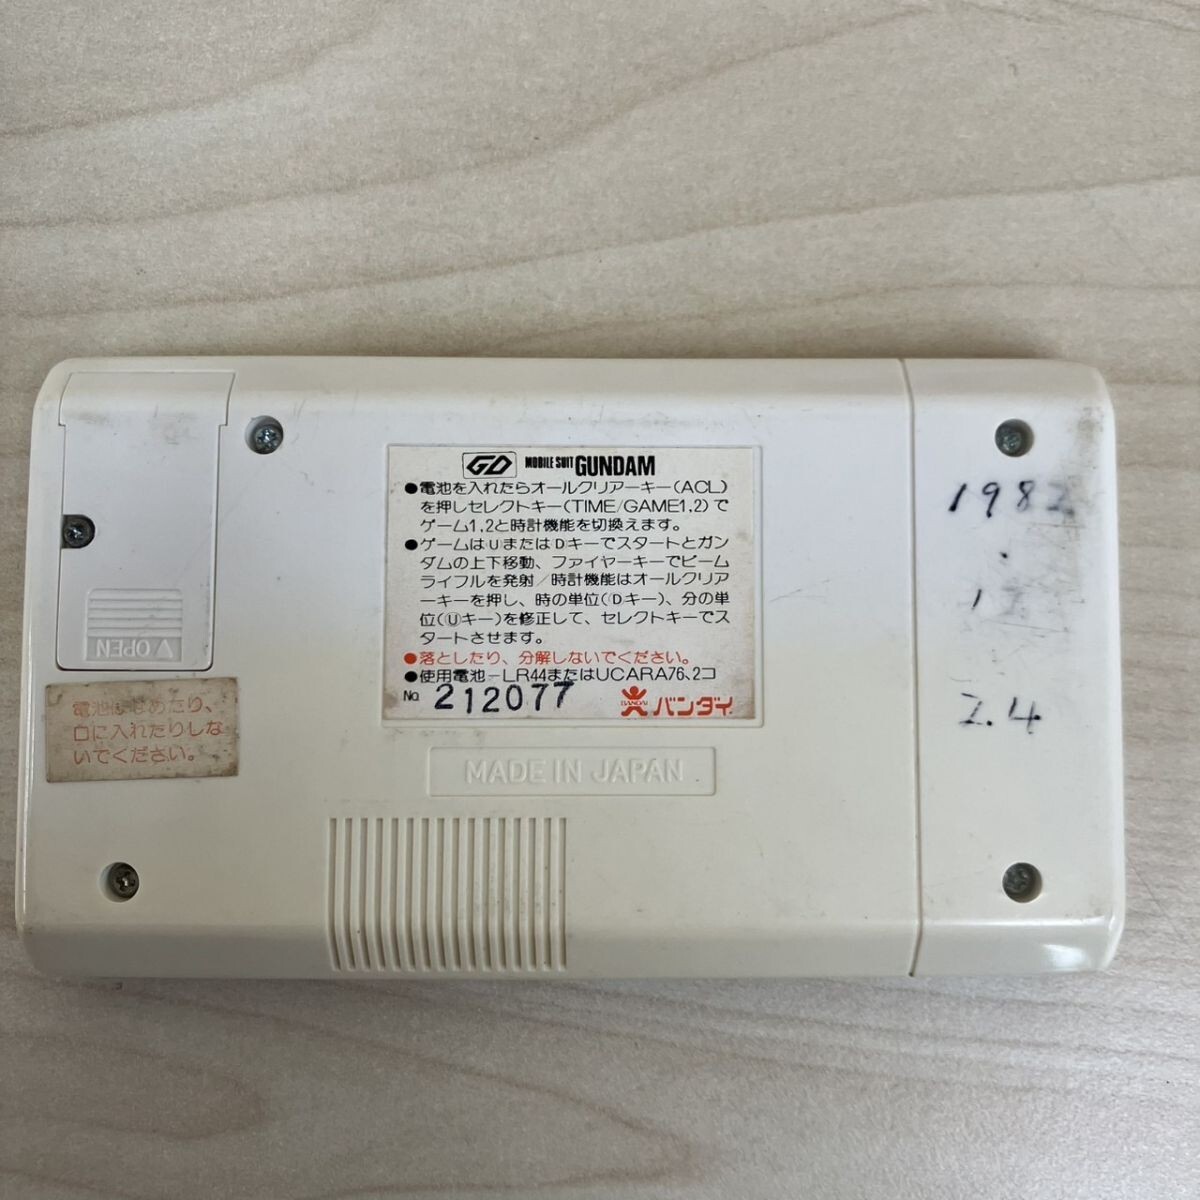 GD MOBILE SUIT GUNDAM
●電池を入れたらオールクリアーキー(ACL)
を押しセレクトキー(TIME/GAME1,2)で
ゲーム1,2と時計機能を切換えます。
●ゲームはUまたはDキーでスタートとガン
ダムの上下移動、ファイヤーキーでビーム
ライフルを発射/時計機能はオールクリア
ーキーを押し、時の単位(Dキー)、分の単
位(Uキー)を修正して、セレクトキーでス
タートさせます。
●落としたり、分解しないでください。
●使用電池-LR44またはUCARA76、2コ
No. 212077 BANDAI バンダイ
MADE IN JAPAN
▽OPEN
電池はなめたり、
口に入れたりしな
いでください。
1982
2.4